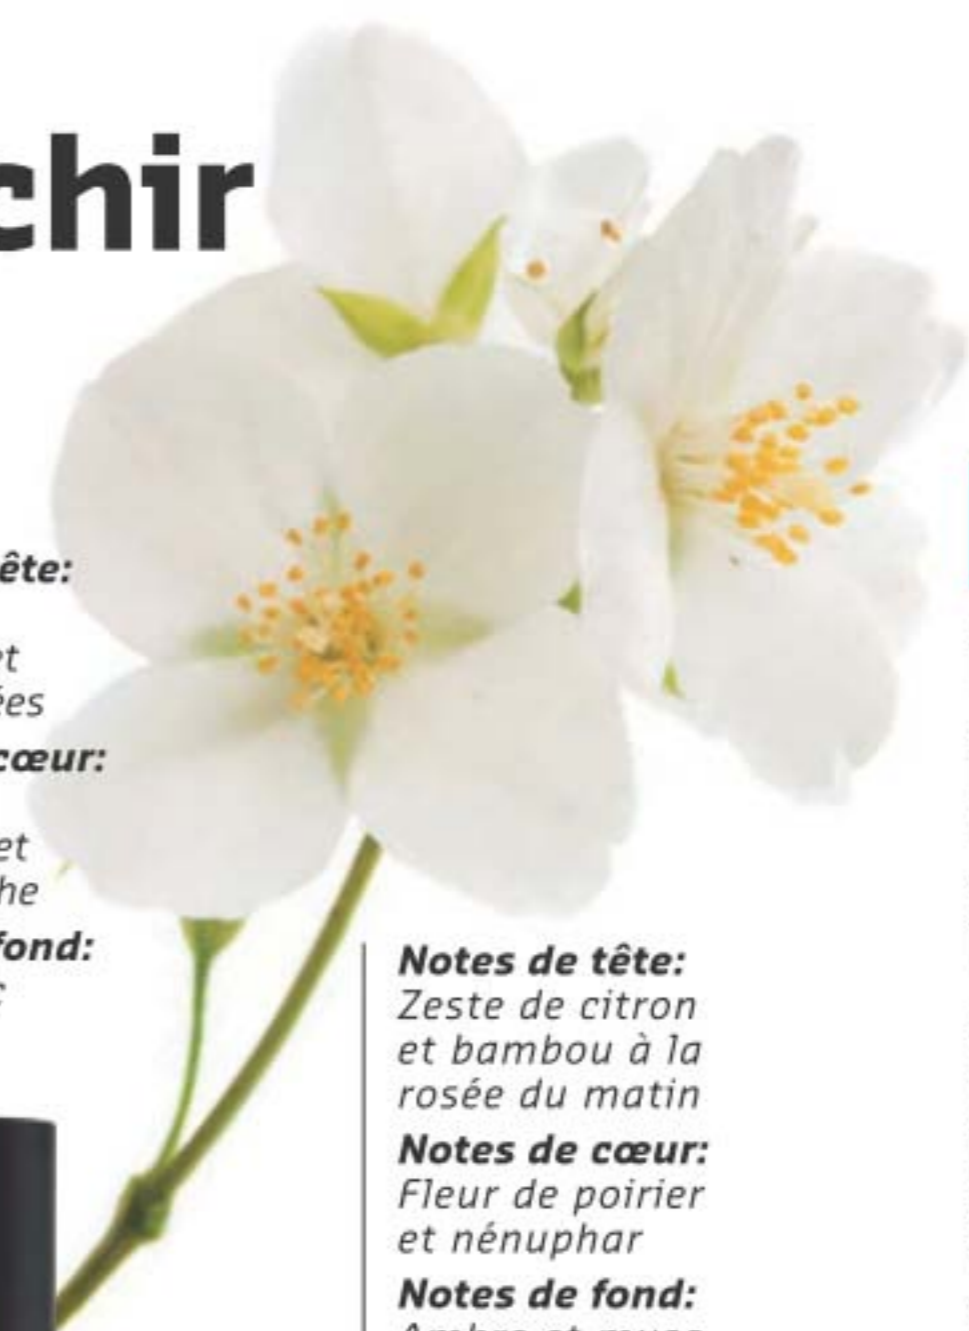 chir
ête:
et
ées
cœur:
et
he
fond:
Notes de tête:
Zeste de citron
et bambou à la
rosée du matin
Notes de cœur:
Fleur de poirier
et nénuphar
Notes de fond: